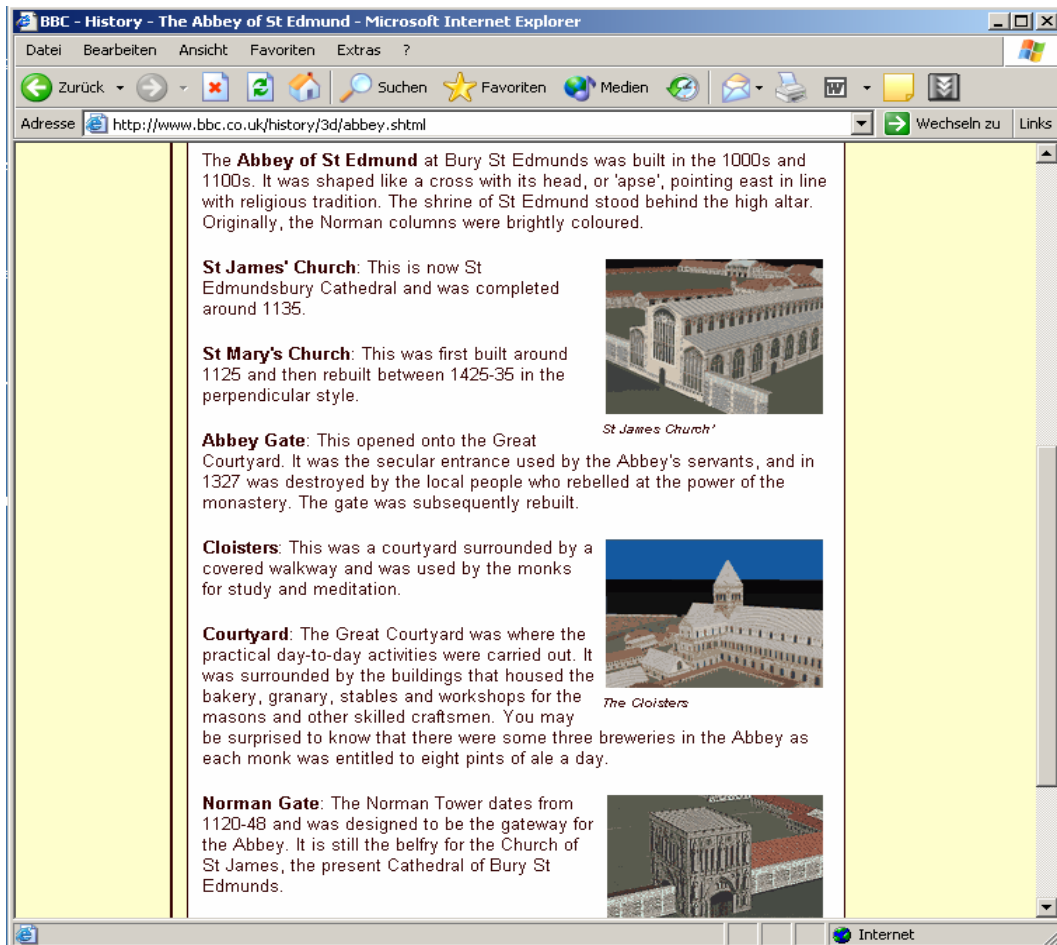 BBC - History - The Abbey of St Edmund - Microsoft Internet Explorer
Datei Bearbeiten Ansicht Favoriten Extras ?
Zurück Suchen Favoriten Medien
Adresse http://www.bbc.co.uk/history/3d/abbey.shtml Wechseln zu Links
The Abbey of St Edmund at Bury St Edmunds was built in the 1000s and
1100s. It was shaped like a cross with its head, or 'apse', pointing east in line
with religious tradition. The shrine of St Edmund stood behind the high altar.
Originally, the Norman columns were brightly coloured.
St James' Church: This is now St
Edmundsbury Cathedral and was completed
around 1135.
St Mary's Church: This was first built around
1125 and then rebuilt between 1425-35 in the
perpendicular style.
St James Church'
Abbey Gate: This opened onto the Great
Courtyard. It was the secular entrance used by the Abbey's servants, and in
1327 was destroyed by the local people who rebelled at the power of the
monastery. The gate was subsequently rebuilt.
Cloisters: This was a courtyard surrounded by a
covered walkway and was used by the monks
for study and meditation.
Courtyard: The Great Courtyard was where the
practical day-to-day activities were carried out. It
was surrounded by the buildings that housed the
bakery, granary, stables and workshops for the
masons and other skilled craftsmen. You may
The Cloisters
be surprised to know that there were some three breweries in the Abbey as
each monk was entitled to eight pints of ale a day.
Norman Gate: The Norman Tower dates from
1120-48 and was designed to be the gateway for
the Abbey. It is still the belfry for the Church of
St James, the present Cathedral of Bury St
Edmunds.
Internet